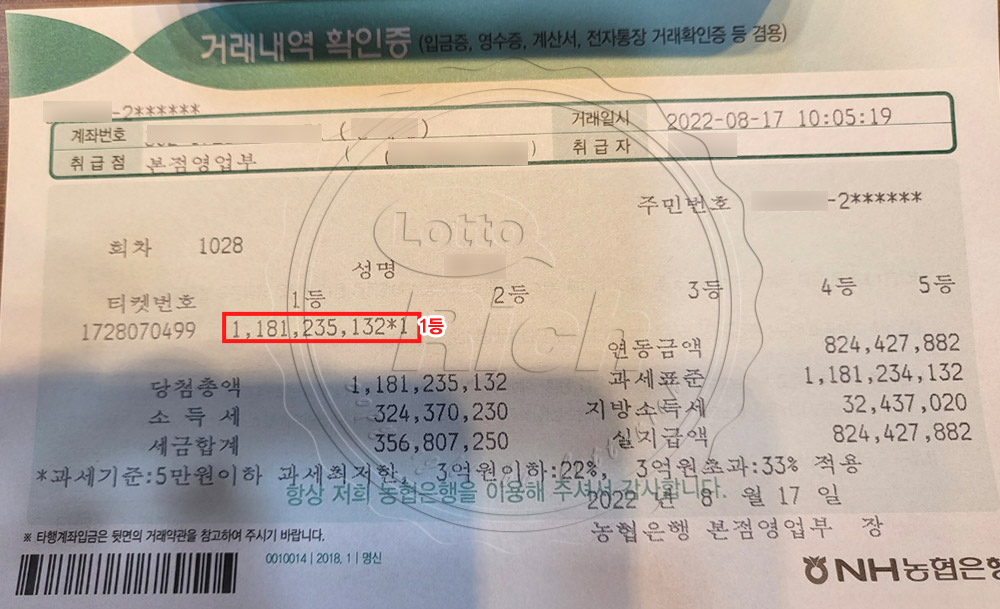 거래내역 확인증 (입금증, 영수증, 계산서, 전자통장 거래확인증 등 겸용)
-2******
계좌번호 ( ) 거래일시 2022-08-17 10:05:19
취급점 본점영업부 ( ( ) 취급자
주민번호 -2******
Lotto
Rich
회차 1028
성명
티켓번호 1등 2등 3등 4등 5등
1728070499 1,181,235,132*1 1등
연동금액 824,427,882
당첨총액 1,181,235,132 과세표준 1,181,234,132
소득세 324,370,230 지방소득세 32,437,020
세금합계 356,807,250 실지급액 824,427,882
*과세기준:5만원이하 과세최저한, 3억원이하:22%, 3억원초과:33% 적용
항상 저희 농협은행을 이용해 주셔서 감사합니다.
2022 년 8 월 17 일
농협은행 본점영업부 장
※ 타행계좌입금은 뒷면의 거래약관을 참고하여 주시기 바랍니다.
0010014 | 2018, 1 | 명신
NH농협은행